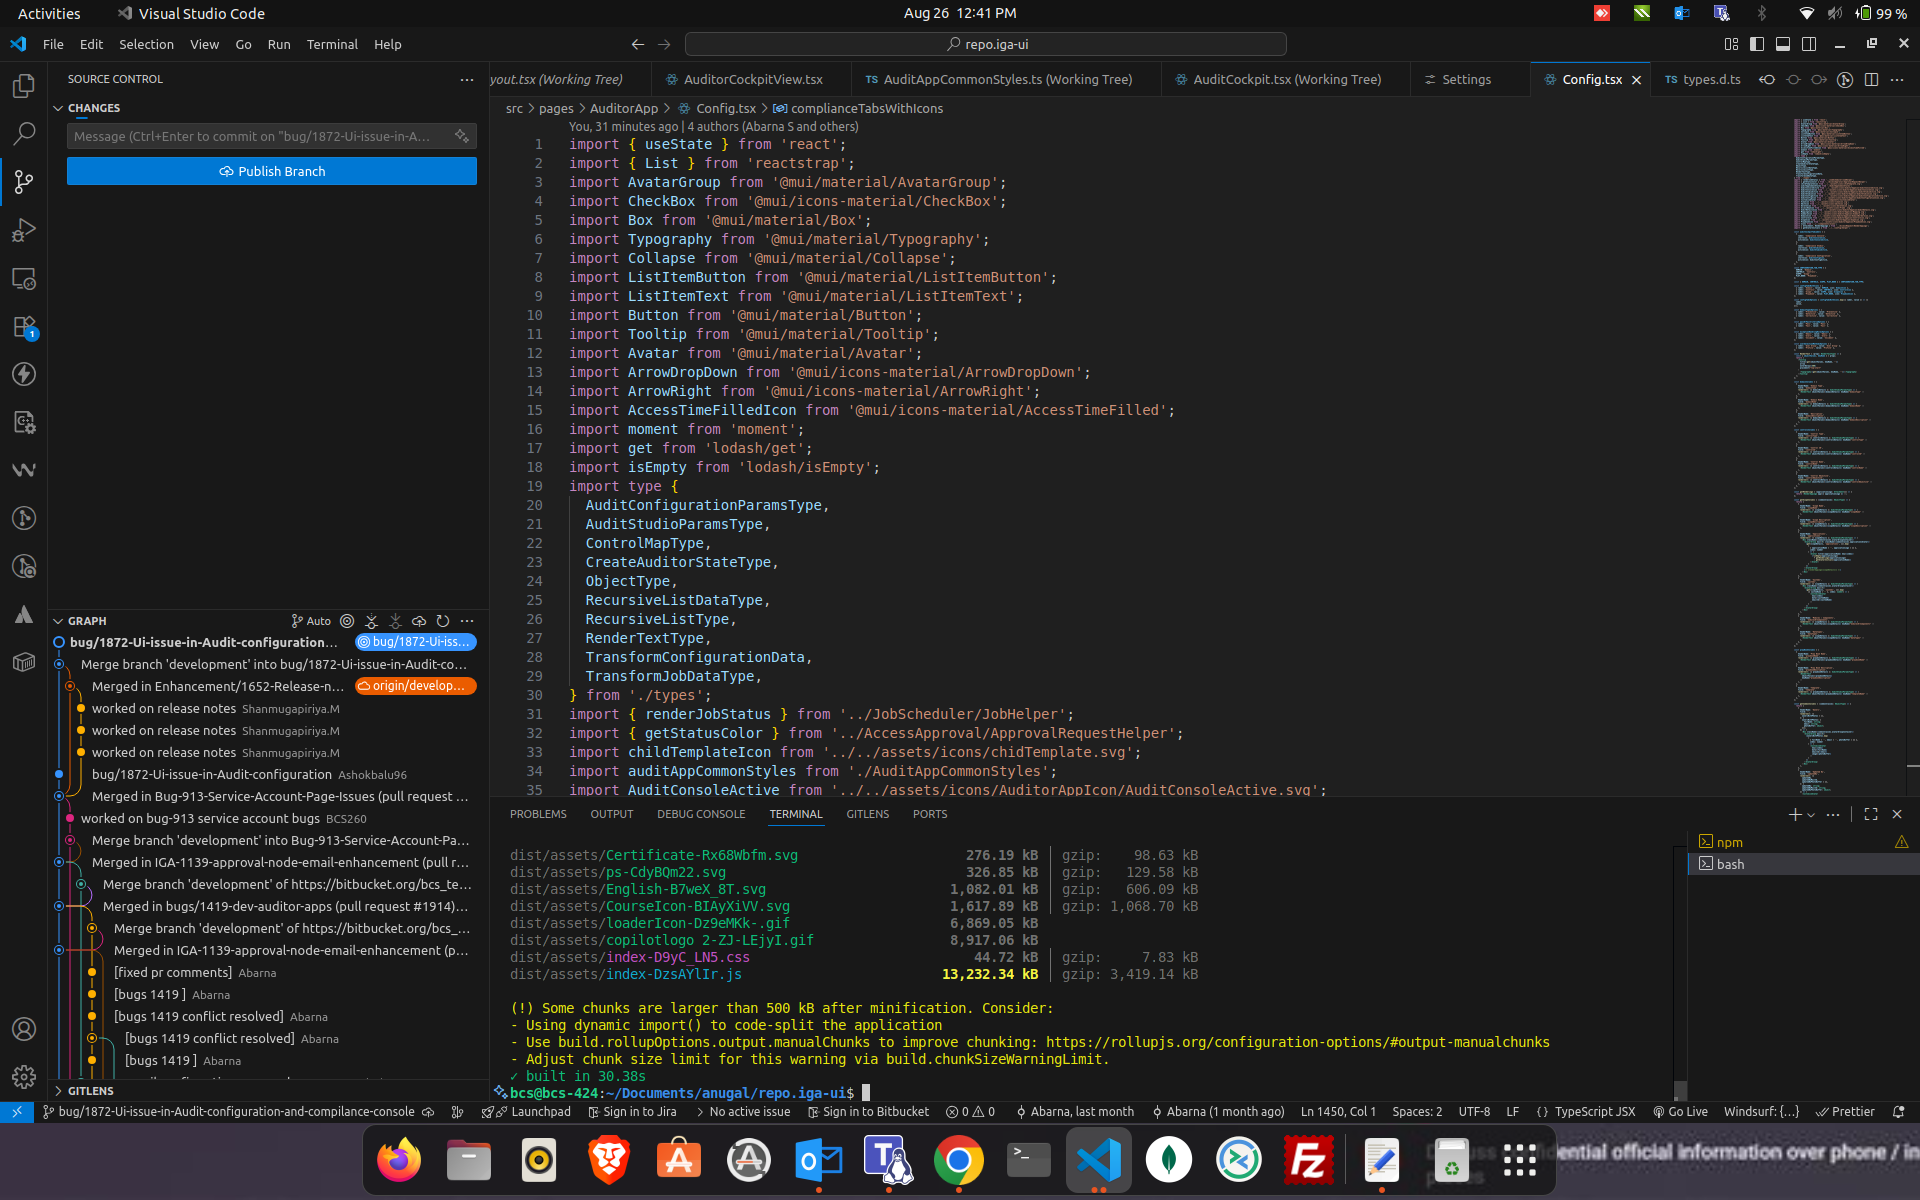 Activities
Visual Studio Code
Aug 26 12:41 PM
99 %
File Edit Selection View Go Run Terminal Help
repo.iga-ui
SOURCE CONTROL
CHANGES
Message (Ctrl+Enter to commit on "bug/1872-Ui-issue-in-A...
Publish Branch
yout.tsx (Working Tree)
AuditorCockpitView.tsx
TS AuditAppCommonStyles.ts (Working Tree)
AuditCockpit.tsx (Working Tree)
Settings
Config.tsx
TS types.d.ts
src > pages > AuditorApp > Config.tsx > complianceTabsWithIcons
You, 31 minutes ago | 4 authors (Abarna S and others)
1 import { useState } from 'react';
2 import { List } from 'reactstrap';
3 import AvatarGroup from '@mui/material/AvatarGroup';
4 import CheckBox from '@mui/icons-material/CheckBox';
5 import Box from '@mui/material/Box';
6 import Typography from '@mui/material/Typography';
7 import Collapse from '@mui/material/Collapse';
8 import ListItemButton from '@mui/material/ListItemButton';
9 import ListItemText from '@mui/material/ListItemText';
10 import Button from '@mui/material/Button';
11 import Tooltip from '@mui/material/Tooltip';
12 import Avatar from '@mui/material/Avatar';
13 import ArrowDropDown from '@mui/icons-material/ArrowDropDown';
14 import ArrowRight from '@mui/icons-material/ArrowRight';
15 import AccessTimeFilledIcon from '@mui/icons-material/AccessTimeFilled';
16 import moment from 'moment';
17 import get from 'lodash/get';
18 import isEmpty from 'lodash/isEmpty';
19 import type {
20 AuditConfigurationParamsType,
21 AuditStudioParamsType,
22 ControlMapType,
23 CreateAuditorStateType,
24 ObjectType,
25 RecursiveListDataType,
26 RecursiveListType,
27 RenderTextType,
28 TransformConfigurationData,
29 TransformJobDataType,
30 } from './types';
31 import { renderJobStatus } from '../JobScheduler/JobHelper';
32 import { getStatusColor } from '../AccessApproval/ApprovalRequestHelper';
33 import childTemplateIcon from '../../assets/icons/chidTemplate.svg';
34 import auditAppCommonStyles from './AuditAppCommonStyles';
35 import AuditConsoleActive from '../../assets/icons/AuditorAppIcon/AuditConsoleActive.svg';
GRAPH
Auto
bug/1872-Ui-issue-in-Audit-configuration... bug/1872-Ui-iss...
Merge branch 'development' into bug/1872-Ui-issue-in-Audit-co...
Merged in Enhancement/1652-Release-n... origin/develop...
worked on release notes Shanmugapiriya.M
worked on release notes Shanmugapiriya.M
worked on release notes Shanmugapiriya.M
bug/1872-Ui-issue-in-Audit-configuration Ashokbalu96
Merged in Bug-913-Service-Account-Page-Issues (pull request ...
worked on bug-913 service account bugs BCS260
Merge branch 'development' into Bug-913-Service-Account-Pa...
Merged in IGA-1139-approval-node-email-enhancement (pull r...
Merge branch 'development' of https://bitbucket.org/bcs_te...
Merged in bugs/1419-dev-auditor-apps (pull request #1914)...
Merge branch 'development' of https://bitbucket.org/bcs_...
Merged in IGA-1139-approval-node-email-enhancement (p...
[fixed pr comments] Abarna
[bugs 1419 ] Abarna
[bugs 1419 conflict resolved] Abarna
[bugs 1419 conflict resolved] Abarna
[bugs 1419 ] Abarna
GITLENS
PROBLEMS OUTPUT DEBUG CONSOLE TERMINAL GITLENS PORTS
npm
bash
dist/assets/Certificate-Rx68Wbfm.svg 276.19 kB | gzip: 98.63 kB
dist/assets/ps-CdyBQm22.svg 326.85 kB | gzip: 129.58 kB
dist/assets/English-B7weX_8T.svg 1,082.01 kB | gzip: 606.09 kB
dist/assets/CourseIcon-BIAyXiVV.svg 1,617.89 kB | gzip: 1,068.70 kB
dist/assets/loaderIcon-Dz9eMKk-.gif 6,869.05 kB
dist/assets/copilotlogo 2-ZJ-LEjyI.gif 8,917.06 kB
dist/assets/index-D9yC_LN5.css 44.72 kB | gzip: 7.83 kB
dist/assets/index-DzsAYlIr.js 13,232.34 kB | gzip: 3,419.14 kB
(!) Some chunks are larger than 500 kB after minification. Consider:
- Using dynamic import() to code-split the application
- Use build.rollupOptions.output.manualChunks to improve chunking: https://rollupjs.org/configuration-options/#output-manualchunks
- Adjust chunk size limit for this warning via build.chunkSizeWarningLimit.
✓ built in 30.38s
bcs@bcs-424:~/Documents/anugal/repo.iga-ui$
bug/1872-Ui-issue-in-Audit-configuration-and-compilance-console
Launchpad
Sign in to Jira
No active issue
Sign in to Bitbucket
0 0
Abarna, last month
Abarna (1 month ago)
Ln 1450, Col 1
Spaces: 2
UTF-8
LF
{} TypeScript JSX
Go Live
Windsurf: {...}
Prettier
dential official information over phone / in